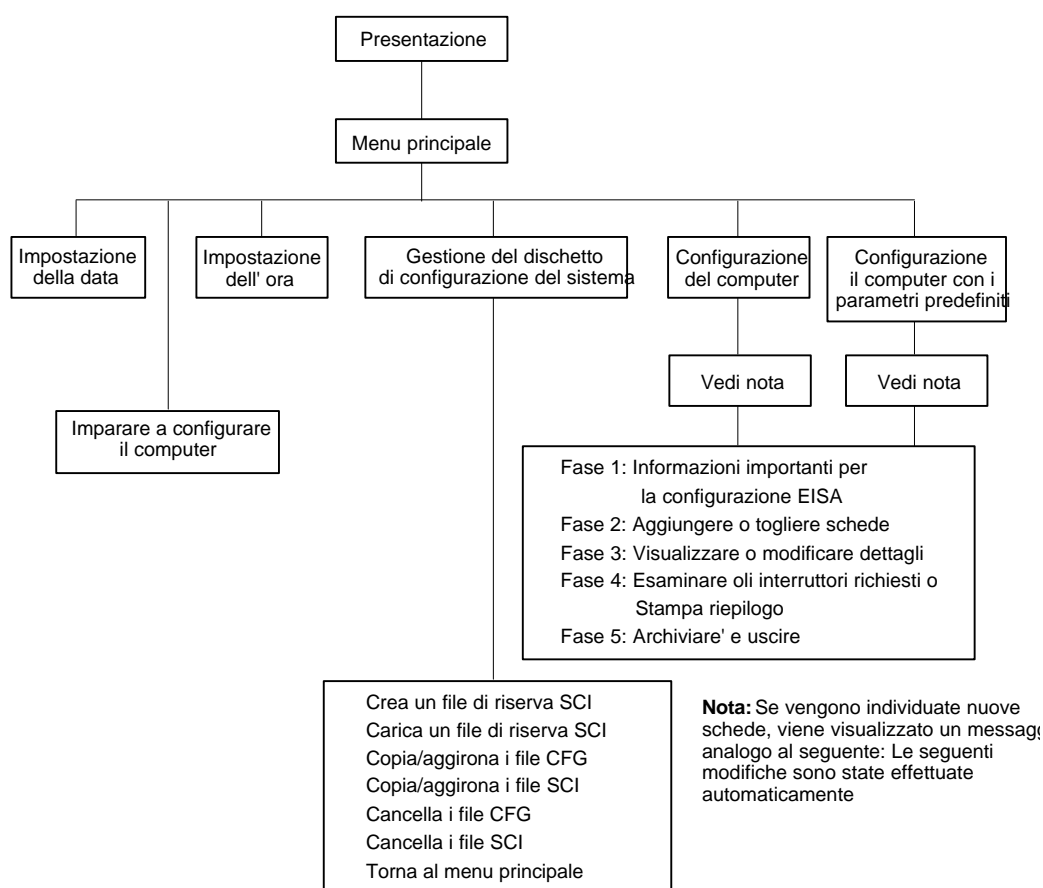 Presentazione
Menu principale
Impostazione
della data
Impostazione
dell' ora
Gestione del dischetto
di configurazione del sistema
Configurazione
del computer
Configurazione
il computer con i
parametri predefiniti
Vedi nota
Vedi nota
Imparare a configurare
il computer
Fase 1: Informazioni importanti per
la configurazione EISA
Fase 2: Aggiungere o togliere schede
Fase 3: Visualizzare o modificare dettagli
Fase 4: Esaminare oli interruttori richiesti o
Stampa riepilogo
Fase 5: Archiviare' e uscire
Crea un file di riserva SCI
Carica un file di riserva SCI
Copia/aggirona i file CFG
Copia/aggirona i file SCI
Cancella i file CFG
Cancella i file SCI
Torna al menu principale
Nota: Se vengono individuate nuove
schede, viene visualizzato un messagg
analogo al seguente: Le seguenti
modifiche sono state effettuate
automaticamente